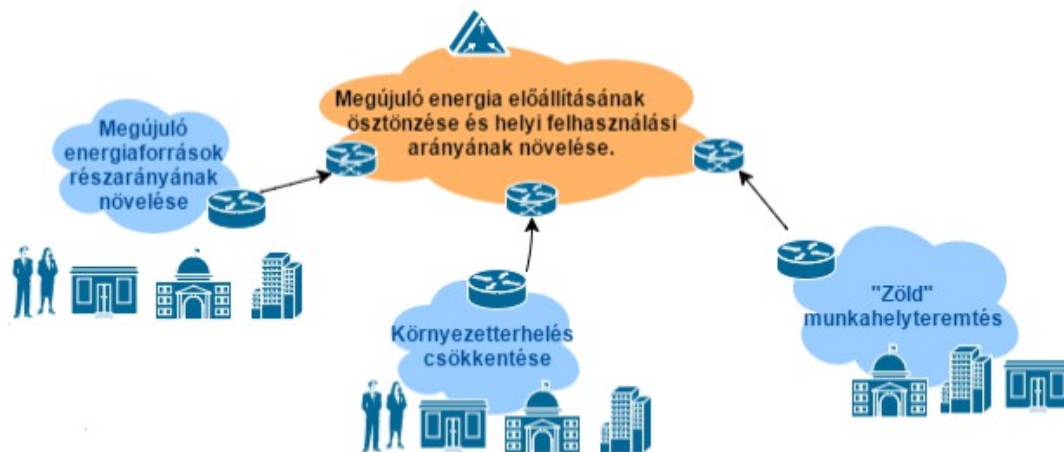 Megújuló energia előállításának
ösztönzése és helyi felhasználási
arányának növelése.
Megújuló
energiaforrások
részarányának
növelése
Környezetterhelés
csökkentése
"Zöld"
munkahelyteremtés